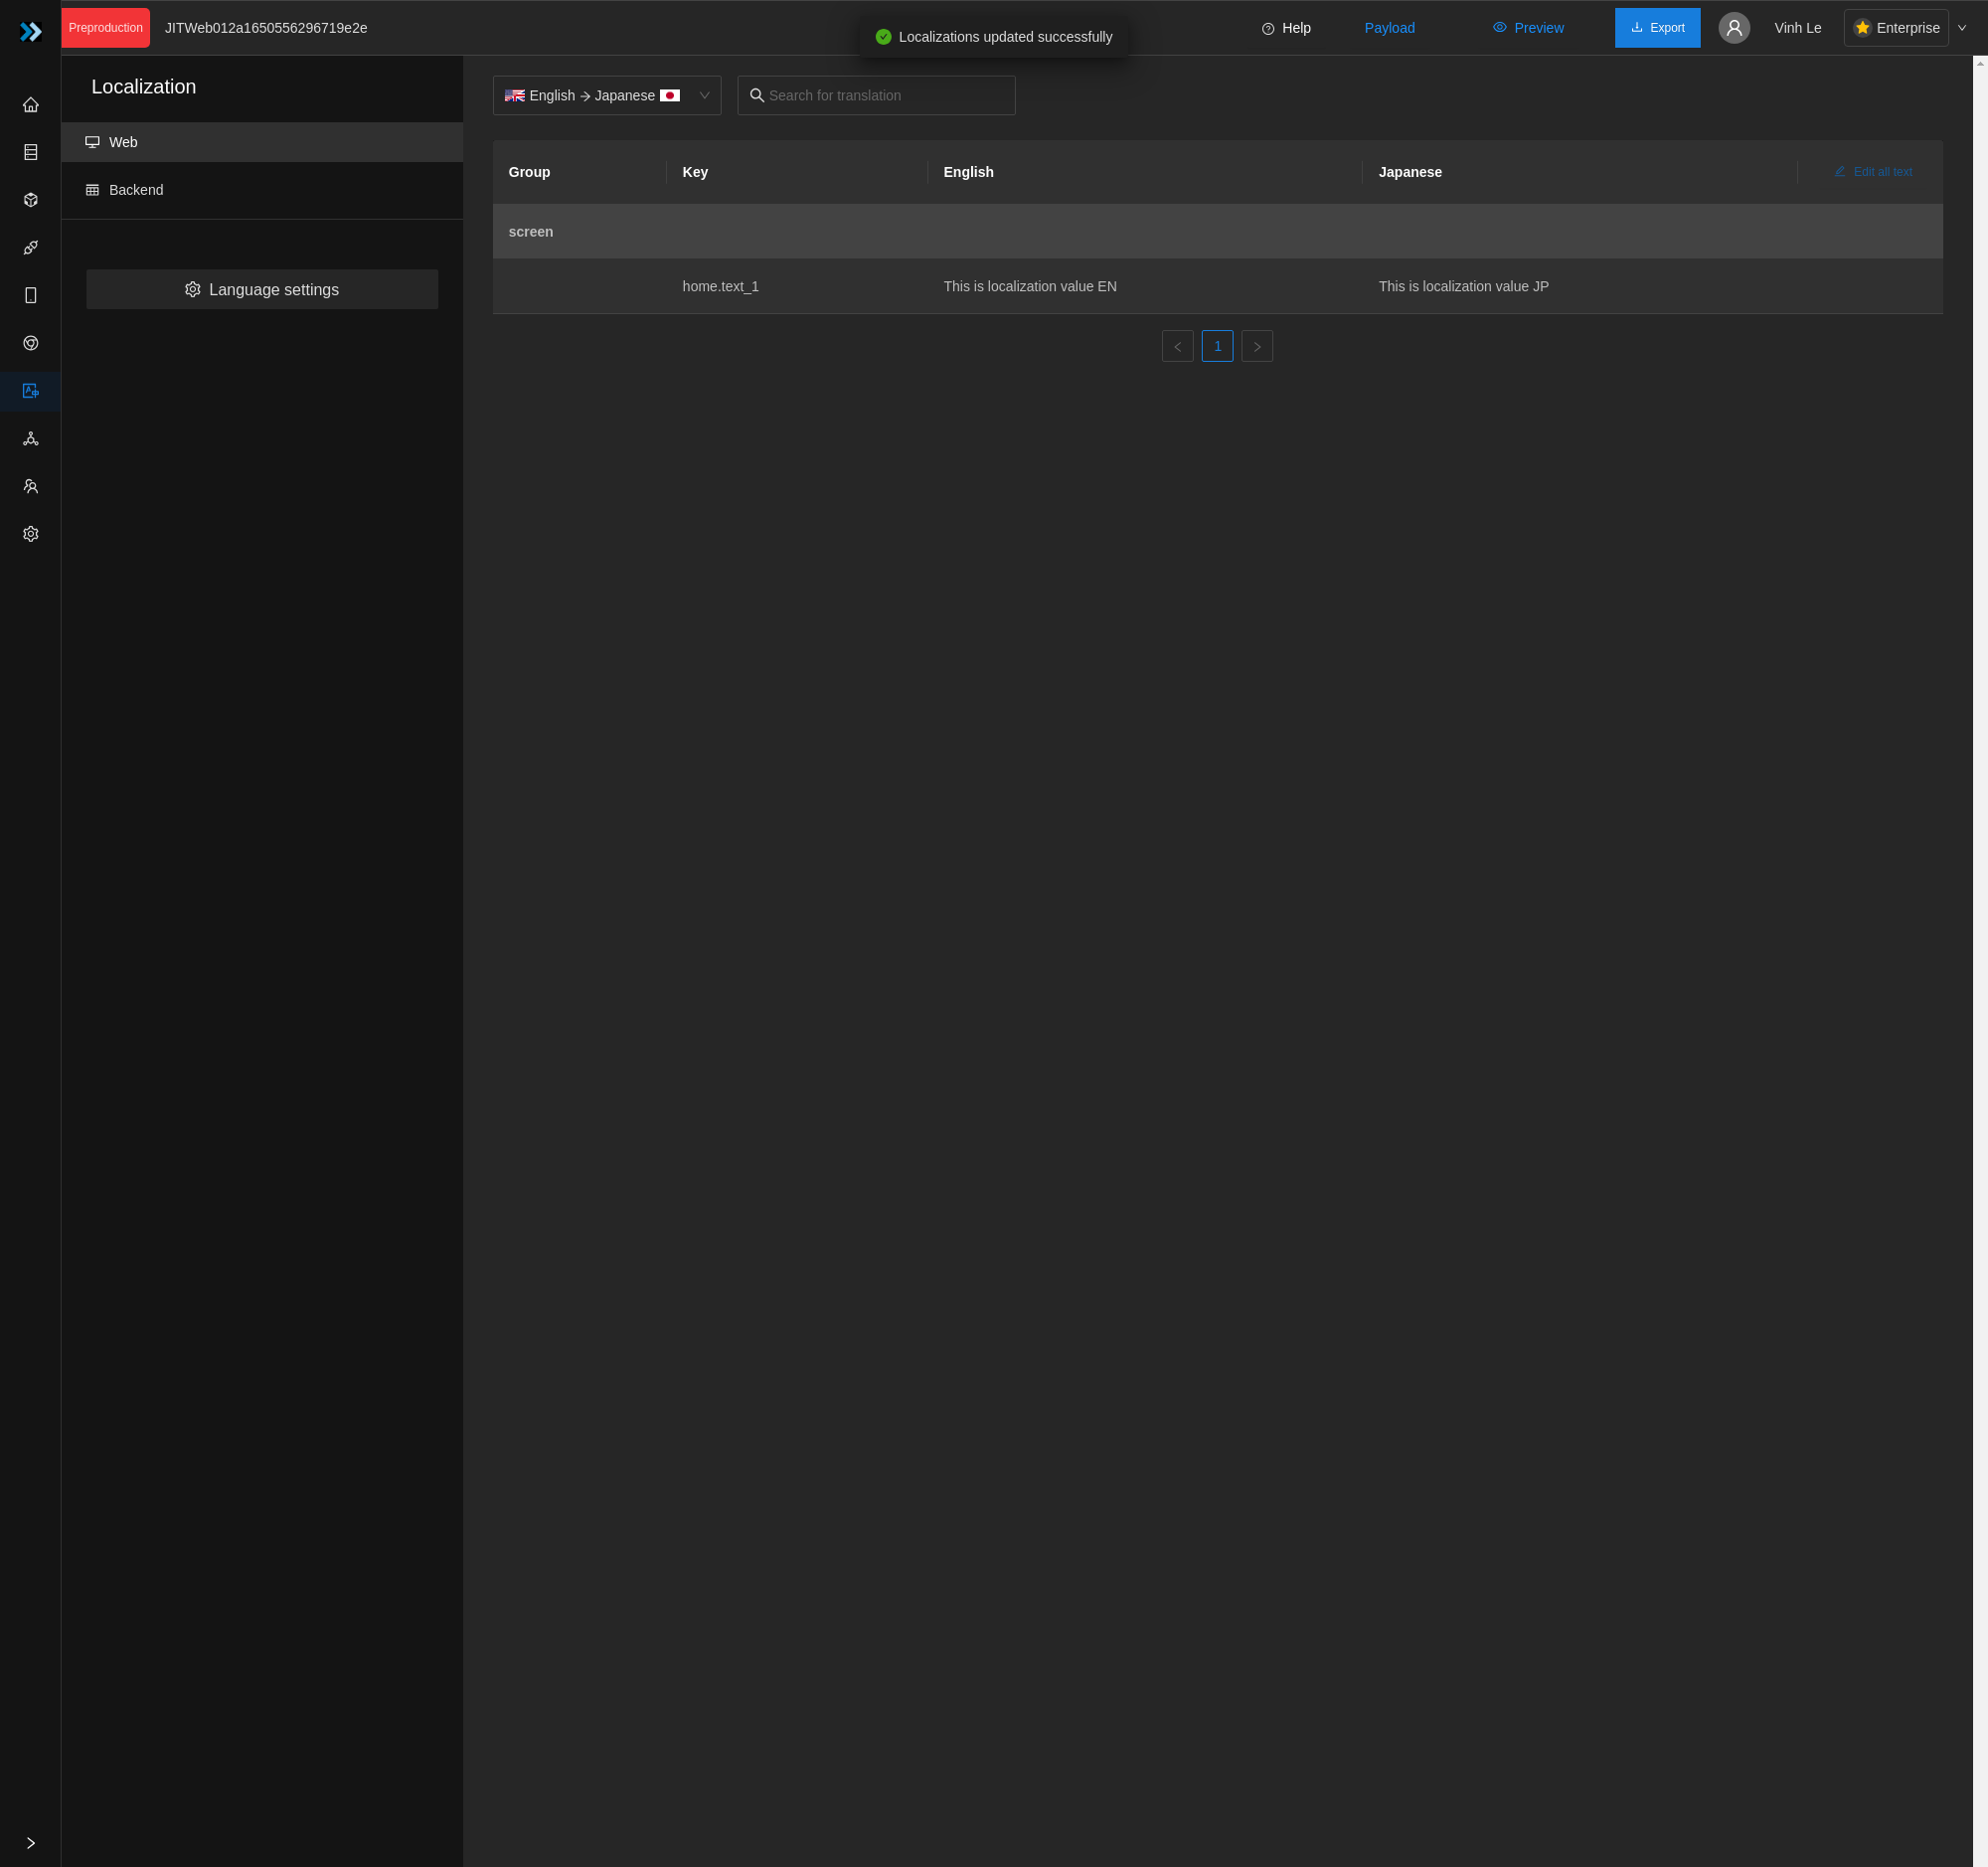 Preproduction
JITWeb012a1650556296719e2e
Localizations updated successfully
Help
Payload
Preview
Export
Vinh Le
Enterprise
Localization
Web
Backend
Language settings
English → Japanese
Search for translation
Group Key English Japanese Edit all text
screen
home.text_1 This is localization value EN This is localization value JP
1